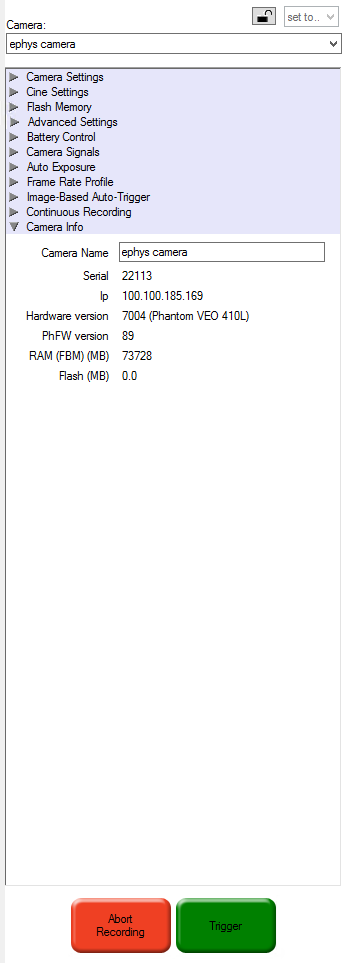 set to..
Camera:
ephys camera
Camera Settings
Cine Settings
Flash Memory
Advanced Settings
Battery Control
Camera Signals
Auto Exposure
Frame Rate Profile
Image-Based Auto-Trigger
Continuous Recording
Camera Info
Camera Name ephys camera
Serial 22113
Ip 100.100.185.169
Hardware version 7004 (Phantom VEO 410L)
PhFW version 89
RAM (FBM) (MB) 73728
Flash (MB) 0.0
Abort
Recording
Trigger